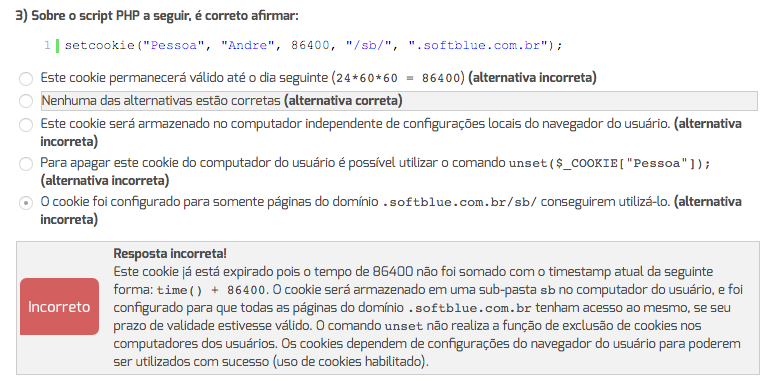 3) Sobre o script PHP a seguir, é correto afirmar:
1 setcookie("Pessoa", "Andre", 86400, "/sb/", ".softblue.com.br");
Este cookie permanecerá válido até o dia seguinte (24*60*60 = 86400) (alternativa incorreta)
Nenhuma das alternativas estão corretas (alternativa correta)
Este cookie será armazenado no computador independente de configurações locais do navegador do usuário. (alternativa
incorreta)
Para apagar este cookie do computador do usuário é possível utilizar o comando unset($_COOKIE["Pessoa"]);
(alternativa incorreta)
O cookie foi configurado para somente páginas do domínio .softblue.com.br/sb/ conseguirem utilizá-lo. (alternativa
incorreta)
Incorreto
Resposta incorreta!
Este cookie já está expirado pois o tempo de 86400 não foi somado com o timestamp atual da seguinte
forma: time() + 86400. O cookie será armazenado em uma sub-pasta sb no computador do usuário, e foi
configurado para que todas as páginas do domínio .softblue.com.br tenham acesso ao mesmo, se seu
prazo de validade estivesse válido. O comando unset não realiza a função de exclusão de cookies nos
computadores dos usuários. Os cookies dependem de configurações do navegador do usuário para poderem
ser utilizados com sucesso (uso de cookies habilitado).